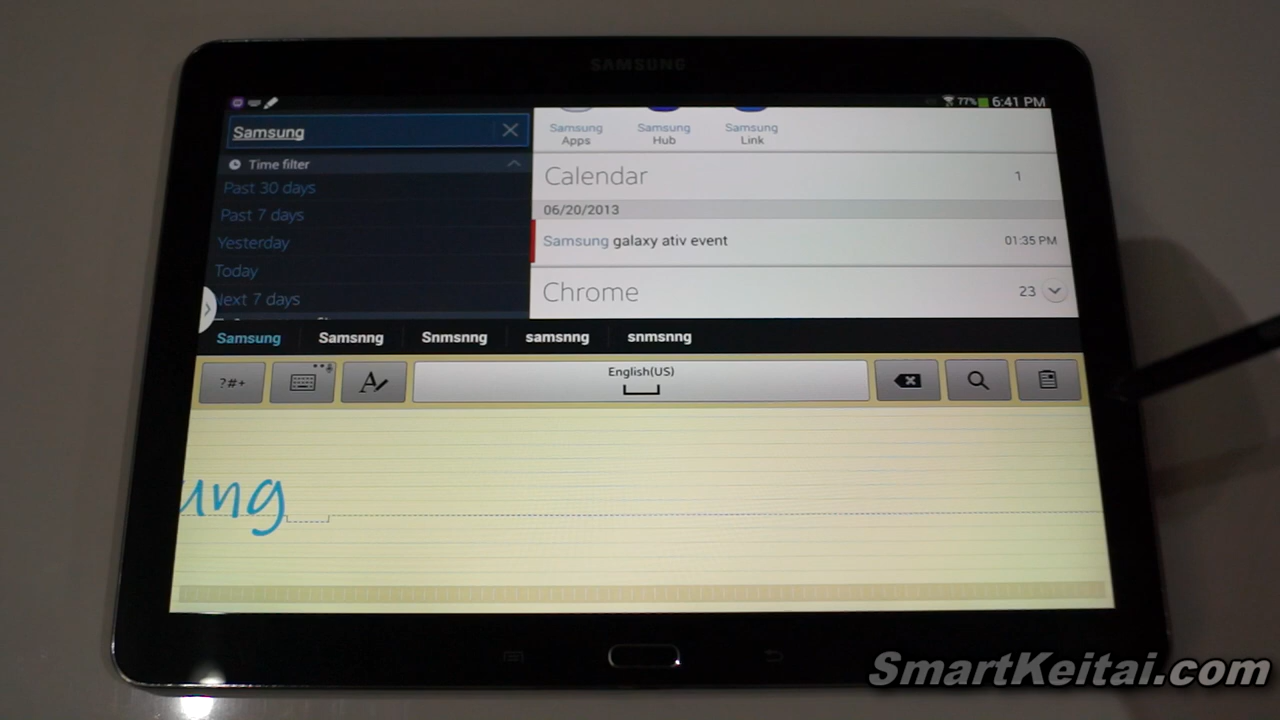 SAMSUNG
77% 6:41 PM
Samsung
Time filter
Past 30 days
Past 7 days
Yesterday
Today
Next 7 days
Samsung Apps
Samsung Hub
Samsung Link
Calendar 1
06/20/2013
Samsung galaxy ativ event 01:35 PM
Chrome 23
Samsung Samsnng Snmsnng samsnng snmsnng
?#+ A English(US)
ung
SmartKeitai.com